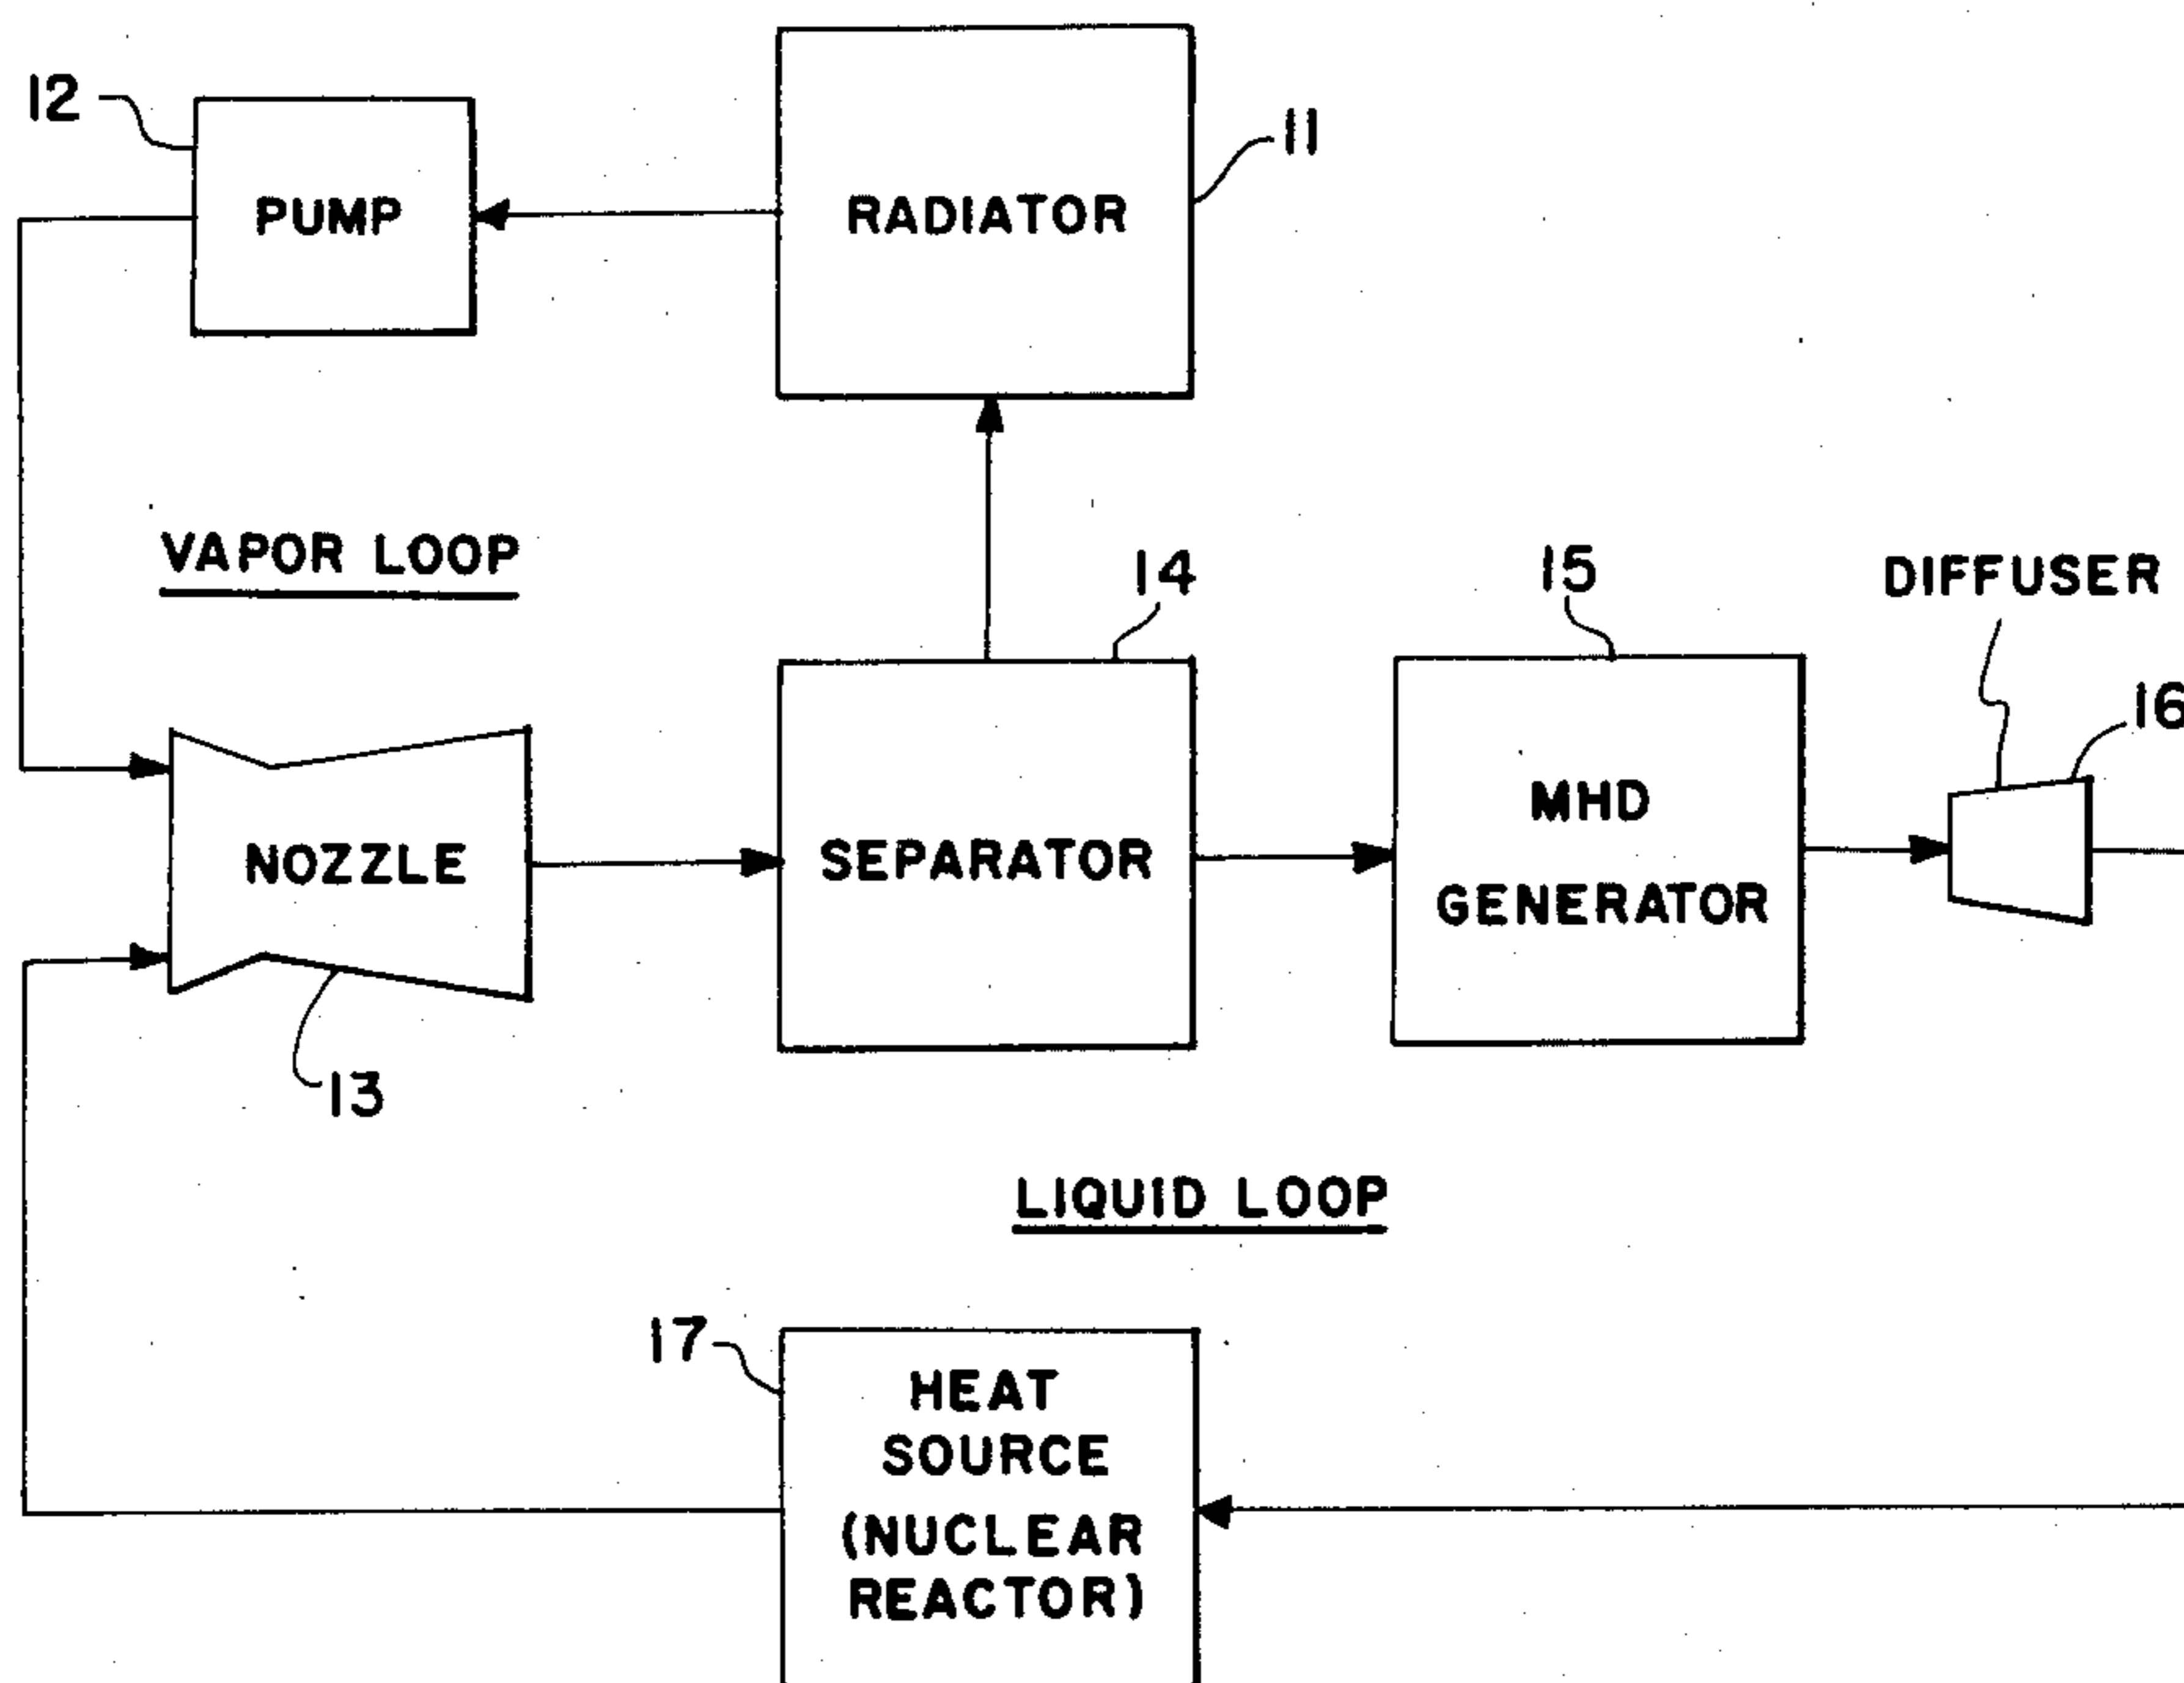 12
PUMP
RADIATOR
11
VAPOR LOOP
14
15
DIFFUSER
16
NOZZLE
SEPARATOR
MHD
GENERATOR
13
LIQUID LOOP
17
HEAT
SOURCE
(NUCLEAR
REACTOR)